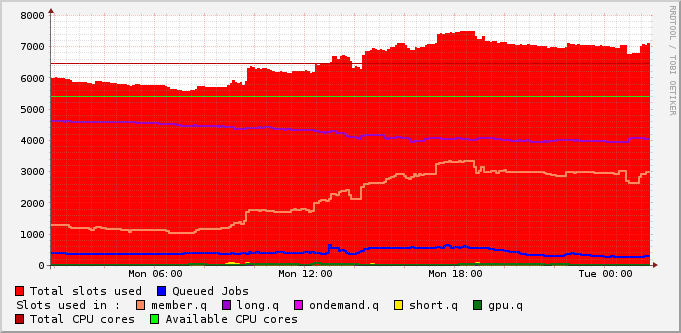 8000
7000
6000
5000
4000
3000
2000
1000
0
Mon 06:00 Mon 12:00 Mon 18:00 Tue 00:00
RRDTOOL / TOBI OETIKER
Total slots used Queued Jobs
Slots used in : member.q long.q ondemand.q short.q gpu.q
Total CPU cores Available CPU cores